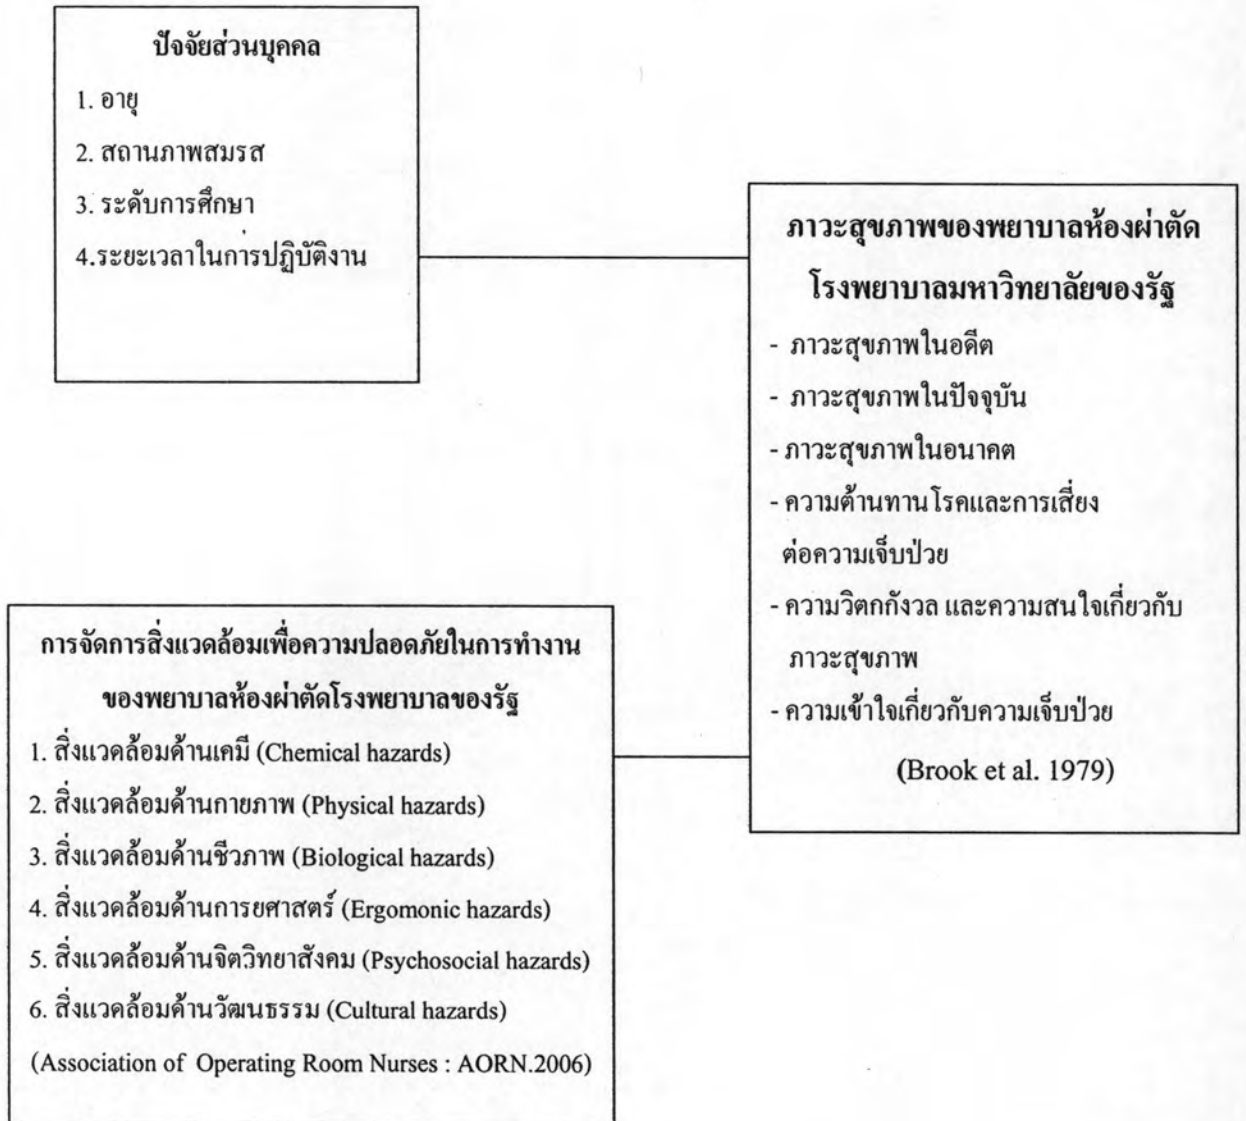 ปัจจัยส่วนบุคคล
1. อายุ
2. สถานภาพสมรส
3. ระดับการศึกษา
4.ระยะเวลาในการปฏิบัติงาน
ภาวะสุขภาพของพยาบาลห้องผ่าตัด
โรงพยาบาลมหาวิทยาลัยของรัฐ
- ภาวะสุขภาพในอดีต
- ภาวะสุขภาพในปัจจุบัน
- ภาวะสุขภาพในอนาคต
- ความต้านทานโรคและการเสี่ยง
ต่อความเจ็บป่วย
- ความวิตกกังวล และความสนใจเกี่ยวกับ
ภาวะสุขภาพ
- ความเข้าใจเกี่ยวกับความเจ็บป่วย
(Brook et al. 1979)
การจัดการสิ่งแวดล้อมเพื่อความปลอดภัยในการทำงาน
ของพยาบาลห้องผ่าตัดโรงพยาบาลของรัฐ
1. สิ่งแวดล้อมด้านเคมี (Chemical hazards)
2. สิ่งแวดล้อมด้านกายภาพ (Physical hazards)
3. สิ่งแวดล้อมด้านชีวภาพ (Biological hazards)
4. สิ่งแวดล้อมด้านการยศาสตร์ (Ergomonic hazards)
5. สิ่งแวดล้อมด้านจิตวิทยาสังคม (Psychosocial hazards)
6. สิ่งแวดล้อมด้านวัฒนธรรม (Cultural hazards)
(Association of Operating Room Nurses : AORN.2006)